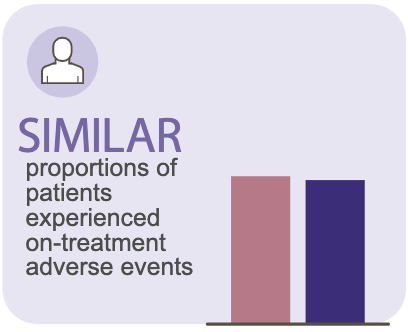 SIMILAR
proportions of
patients
experienced
on-treatment
adverse events